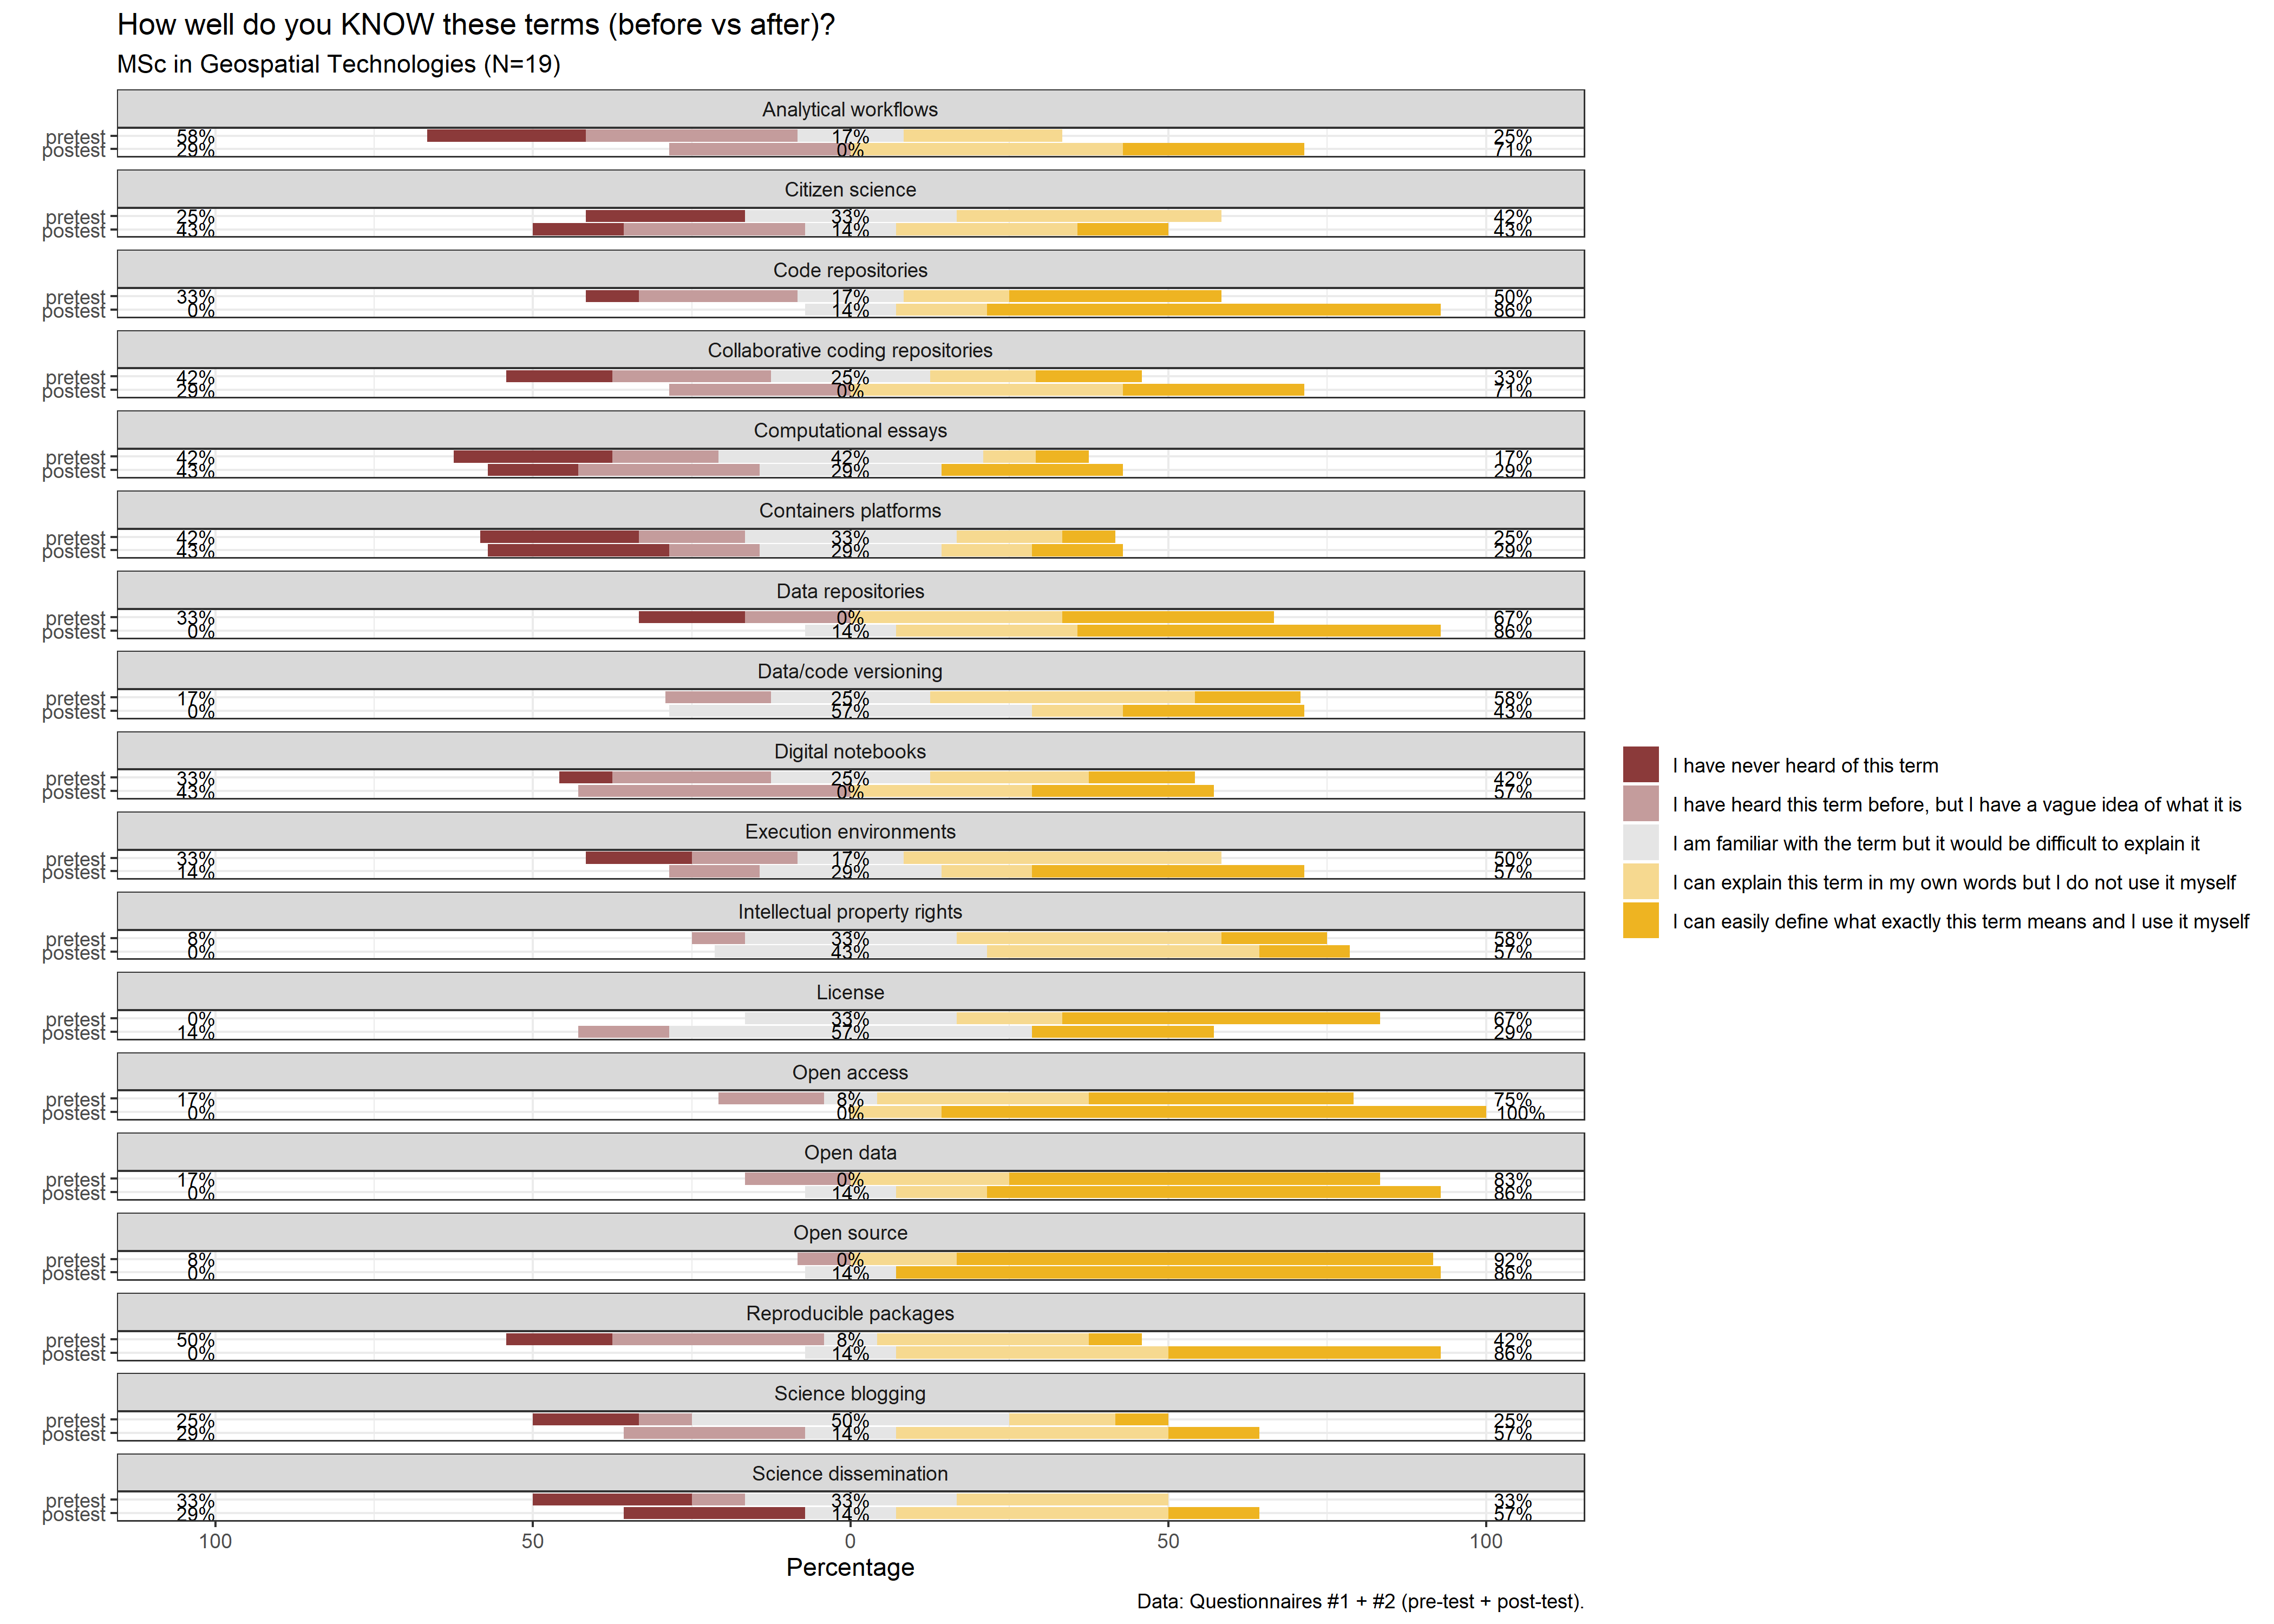 How well do you KNOW these terms (before vs after)?
MSc in Geospatial Technologies (N=19)
Analytical workflows
pretest 58% 17% 25%
postest 29% 0% 71%
Citizen science
pretest 25% 33% 42%
postest 43% 14% 43%
Code repositories
pretest 33% 17% 50%
postest 0% 14% 86%
Collaborative coding repositories
pretest 42% 25% 33%
postest 29% 0% 71%
Computational essays
pretest 42% 42% 17%
postest 43% 29% 29%
Containers platforms
pretest 42% 33% 25%
postest 43% 29% 29%
Data repositories
pretest 33% 0% 67%
postest 0% 14% 86%
Data/code versioning
pretest 17% 25% 58%
postest 0% 57% 43%
Digital notebooks
pretest 33% 25% 42%
postest 43% 0% 57%
Execution environments
pretest 33% 17% 50%
postest 14% 29% 57%
Intellectual property rights
pretest 8% 33% 58%
postest 0% 43% 57%
License
pretest 0% 33% 67%
postest 14% 57% 29%
Open access
pretest 17% 8% 75%
postest 0% 0% 100%
Open data
pretest 17% 0% 83%
postest 0% 14% 86%
Open source
pretest 8% 0% 92%
postest 0% 14% 86%
Reproducible packages
pretest 50% 8% 42%
postest 0% 14% 86%
Science blogging
pretest 25% 50% 25%
postest 29% 14% 57%
Science dissemination
pretest 33% 33% 33%
postest 29% 14% 57%
100 50 0 50 100
Percentage
I have never heard of this term
I have heard this term before, but I have a vague idea of what it is
I am familiar with the term but it would be difficult to explain it
I can explain this term in my own words but I do not use it myself
I can easily define what exactly this term means and I use it myself
Data: Questionnaires #1 + #2 (pre-test + post-test).